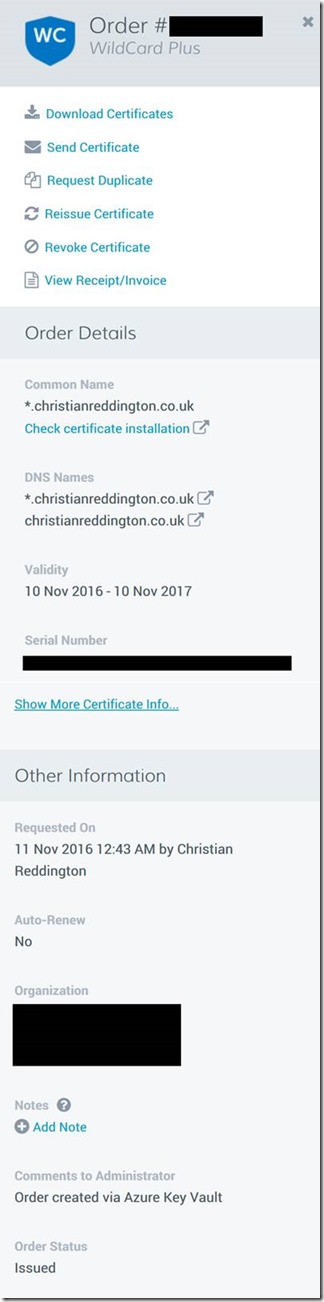 WC
Order #
WildCard Plus
Download Certificates
Send Certificate
Request Duplicate
Reissue Certificate
Revoke Certificate
View Receipt/Invoice
Order Details
Common Name
*.christianreddington.co.uk
Check certificate installation
DNS Names
*.christianreddington.co.uk
christianreddington.co.uk
Validity
10 Nov 2016 - 10 Nov 2017
Serial Number
Show More Certificate Info...
Other Information
Requested On
11 Nov 2016 12:43 AM by Christian
Reddington
Auto-Renew
No
Organization
Notes ?
Add Note
Comments to Administrator
Order created via Azure Key Vault
Order Status
Issued